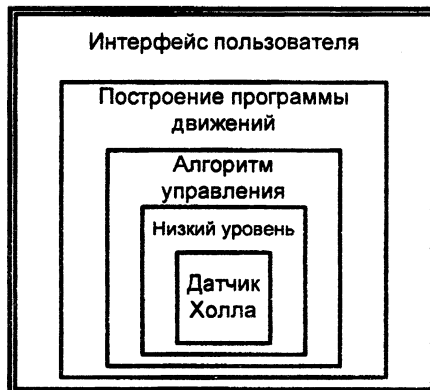 Интерфейс пользователя
Построение программы
движений
Алгоритм
управления
Низкий уровень
Датчик
Холла